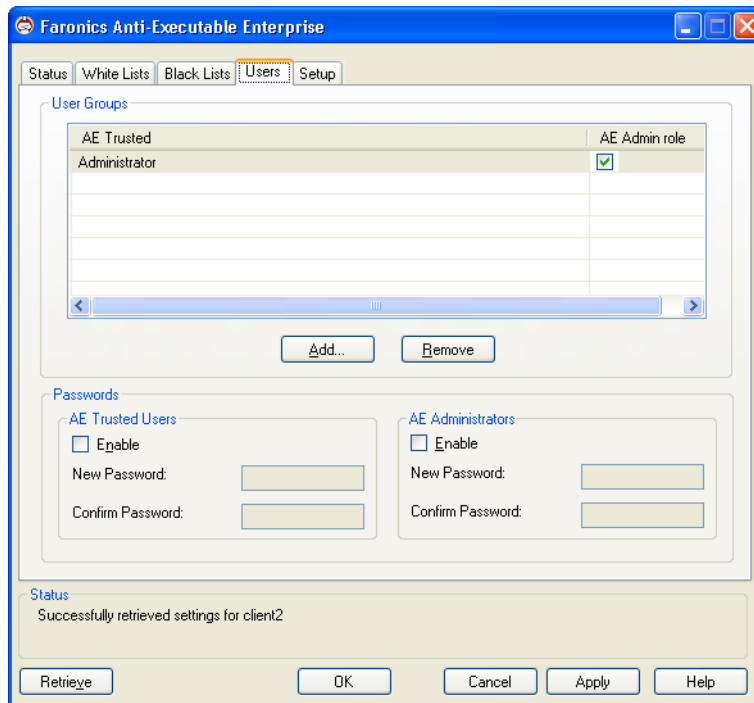 Faronics Anti-Executable Enterprise
Status White Lists Black Lists Users Setup
User Groups
AE Trusted AE Admin role
Administrator
Add... Remove
Passwords
AE Trusted Users AE Administrators
Enable Enable
New Password: New Password:
Confirm Password: Confirm Password:
Status
Successfully retrieved settings for client2
Retrieve OK Cancel Apply Help